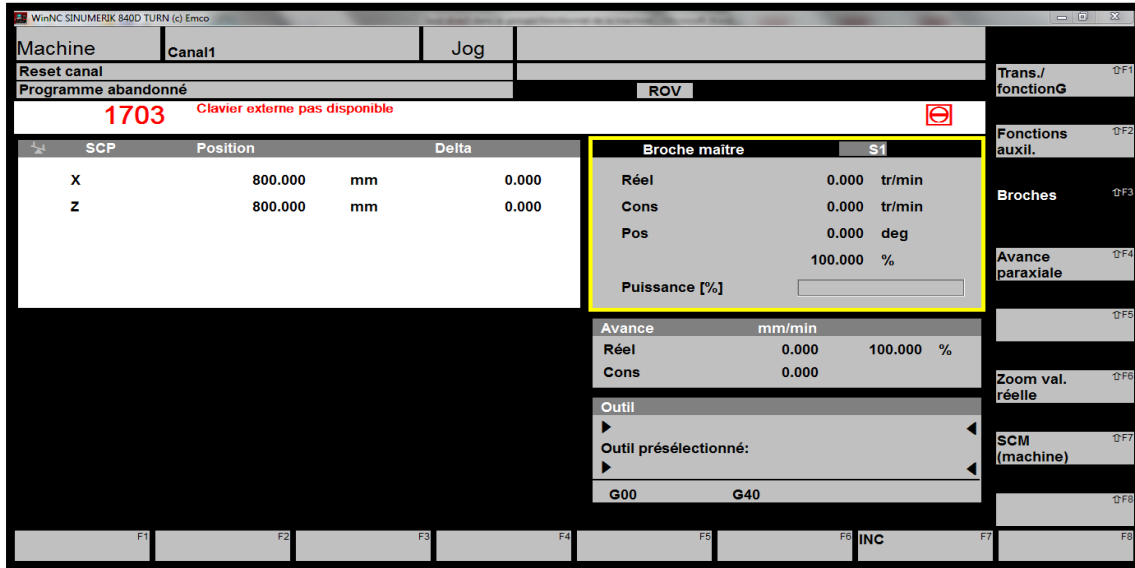 WinNC SINUMERIK 840D TURN (c) Emco
Machine Canal1 Jog
Reset canal
Programme abandonné ROV
1703 Clavier externe pas disponible
SCP Position Delta
X 800.000 mm 0.000
Z 800.000 mm 0.000
Broche maître S1
Réel 0.000 tr/min
Cons 0.000 tr/min
Pos 0.000 deg
100.000 %
Puissance [%]
Avance mm/min
Réel 0.000 100.000 %
Cons 0.000
Outil
Outil présélectionné:
G00 G40
Trans./ ⇧F1
fonctionG
Fonctions ⇧F2
auxil.
Broches ⇧F3
Avance ⇧F4
paraxiale
⇧F5
Zoom val. ⇧F6
réelle
SCM ⇧F7
(machine)
⇧F8
F1 F2 F3 F4 F5 F6 INC F7 F8